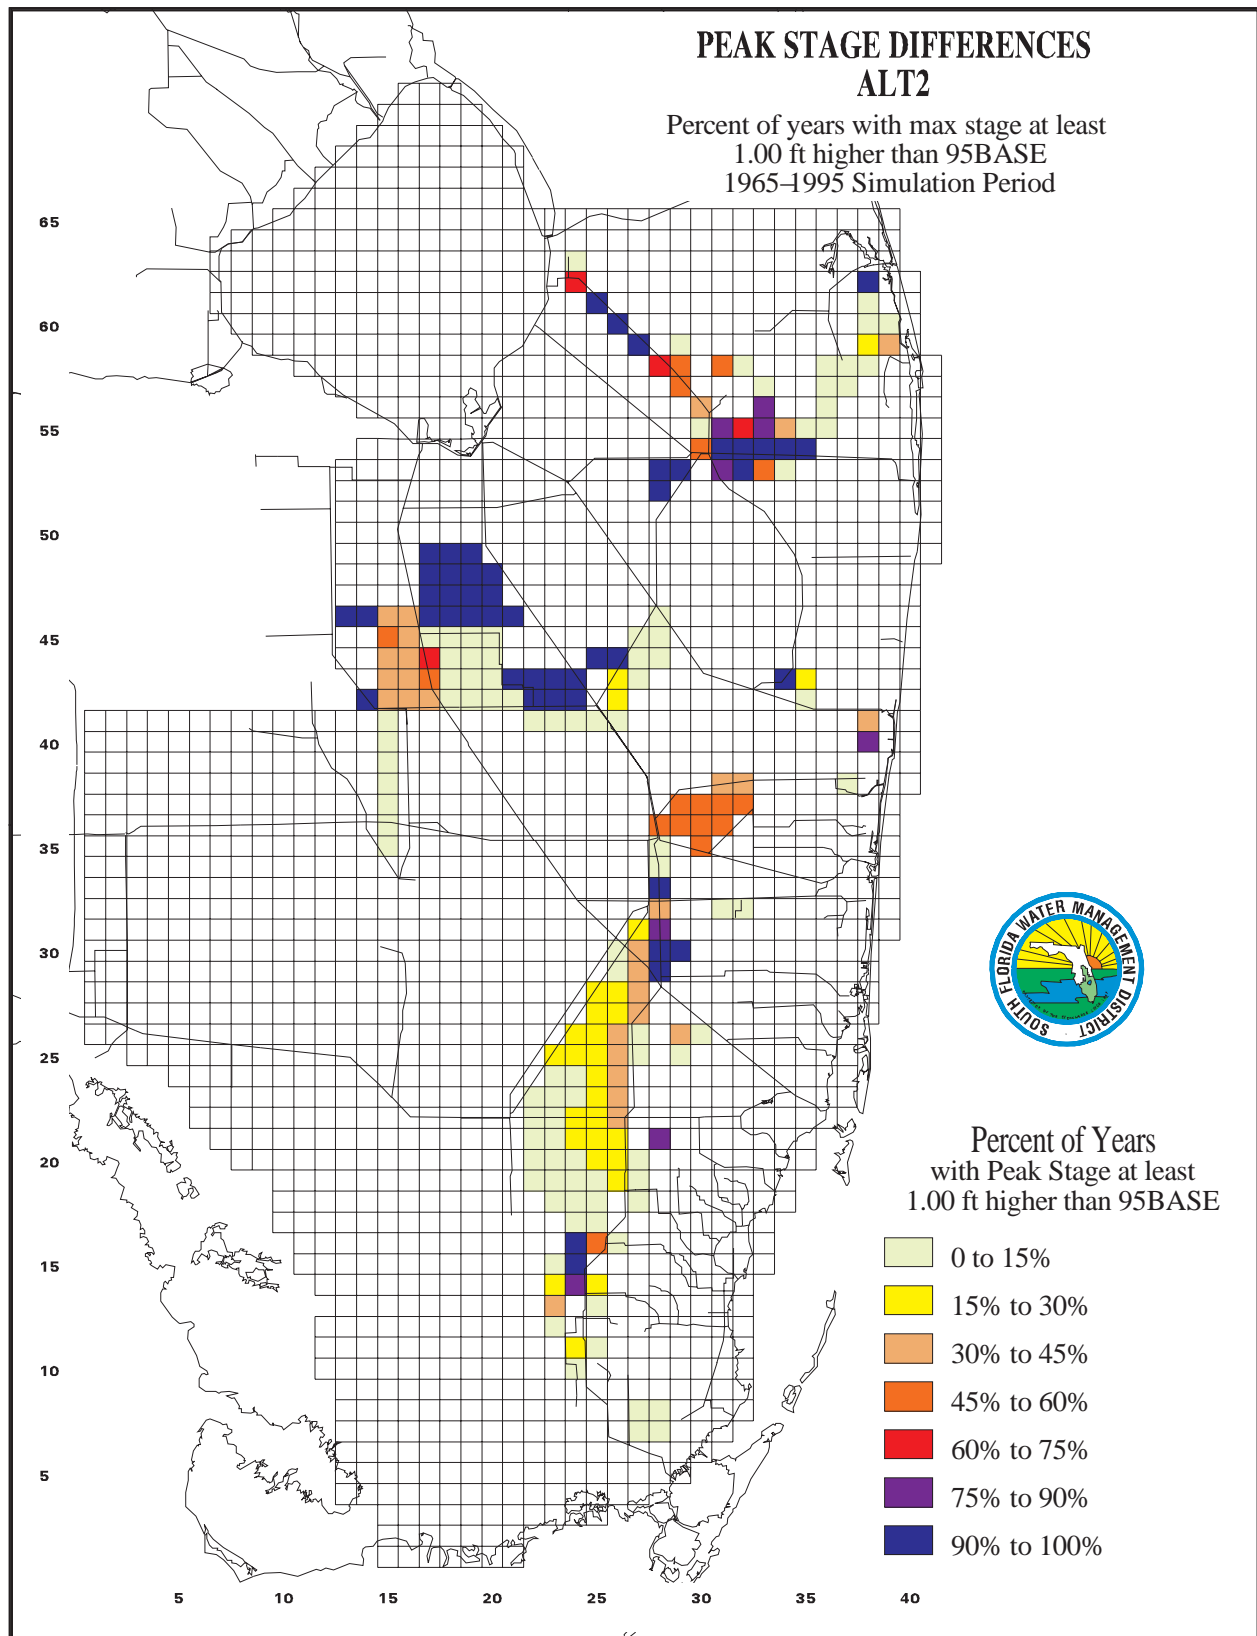 PEAK STAGE DIFFERENCES
ALT2
Percent of years with max stage at least
1.00 ft higher than 95BASE
1965–1995 Simulation Period
65
60
55
50
45
40
35
30
25
20
15
10
5
5
10
15
20
25
30
35
40
SOUTH FLORIDA WATER MANAGEMENT DISTRICT
Percent of Years
with Peak Stage at least
1.00 ft higher than 95BASE
0 to 15%
15% to 30%
30% to 45%
45% to 60%
60% to 75%
75% to 90%
90% to 100%